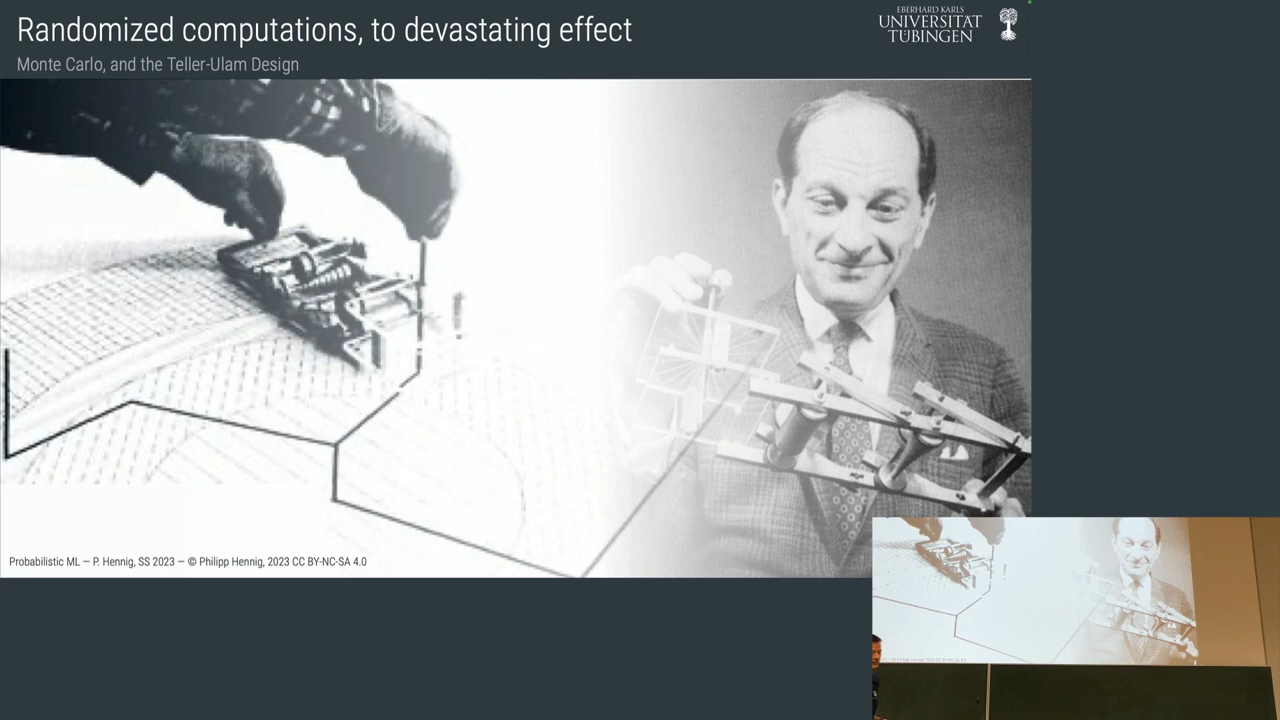 Randomized computations, to devastating effect
Monte Carlo, and the Teller-Ulam Design
EBERHARD KARLS
UNIVERSITÄT
TÜBINGEN
Probabilistic ML — P. Hennig, SS 2023 — © Philipp Hennig, 2023 CC BY-NC-SA 4.0